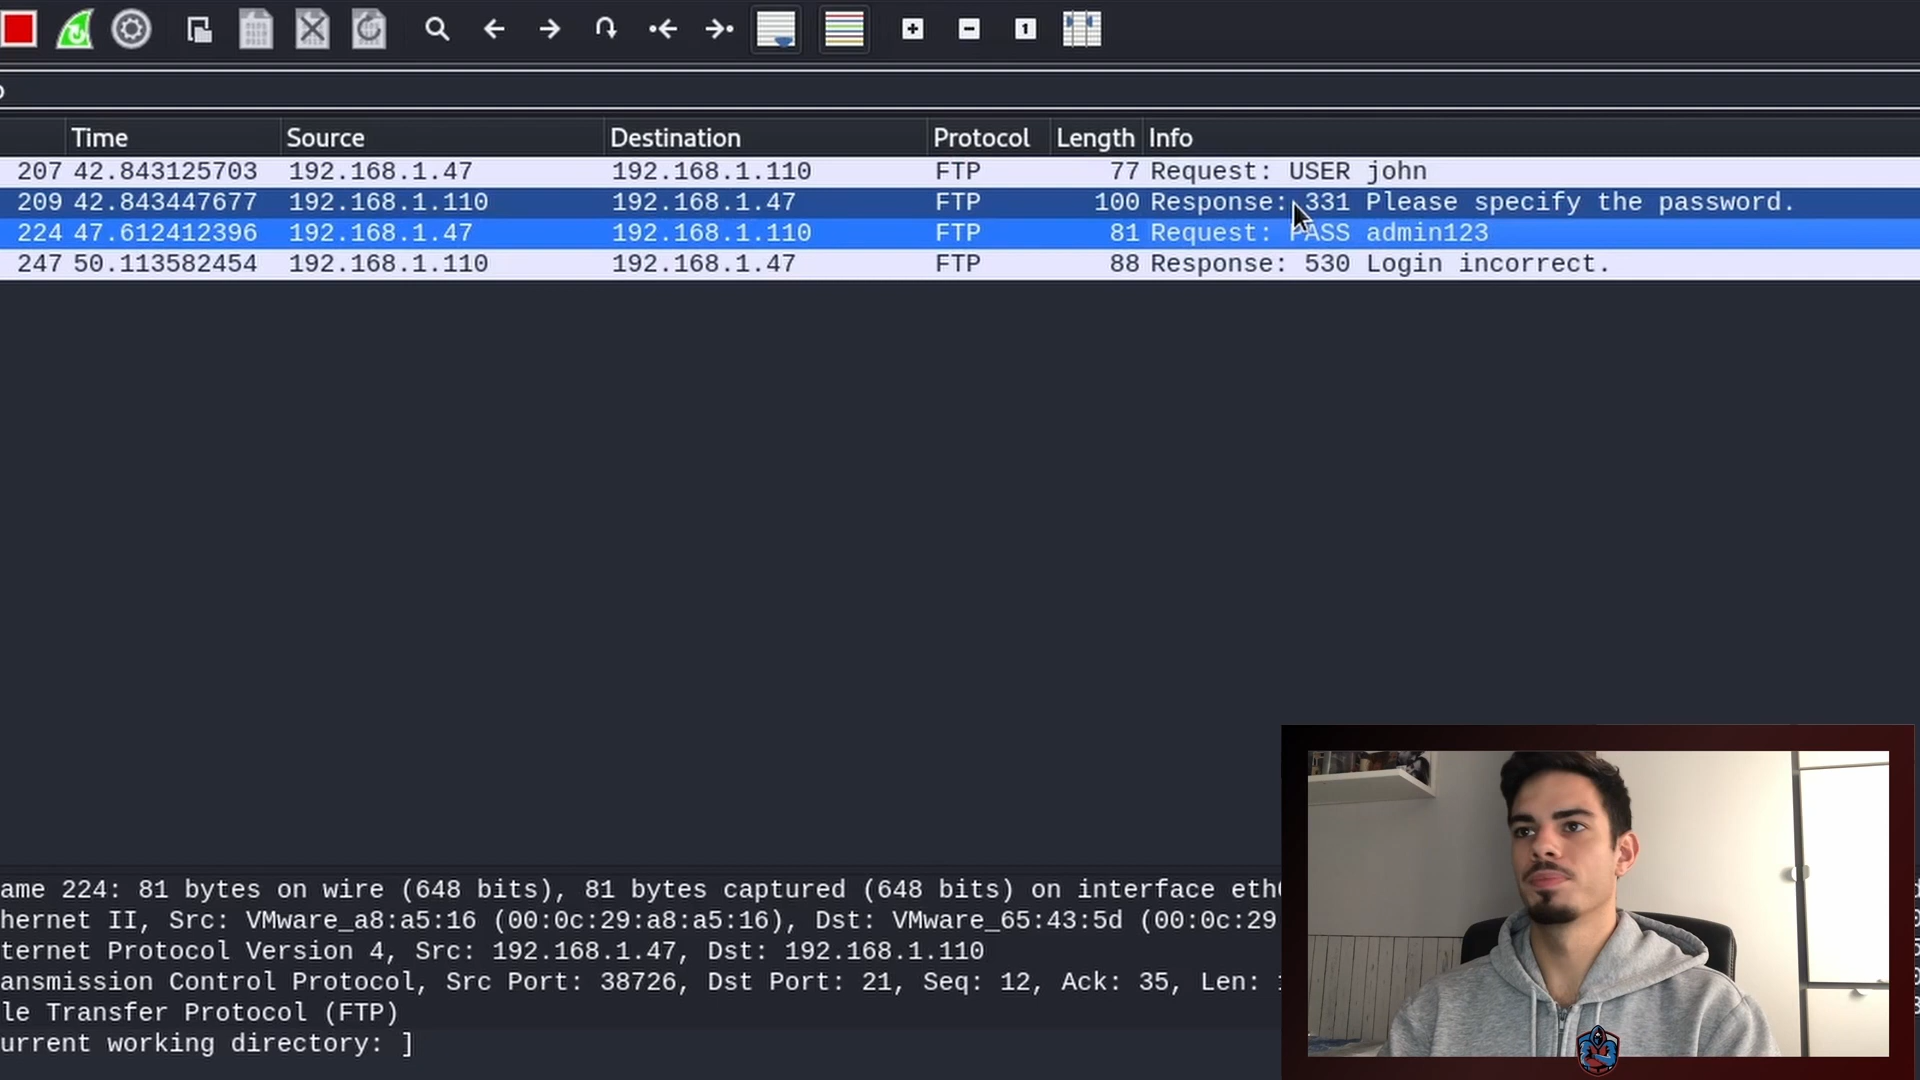 1
Time Source Destination Protocol Length Info
207 42.843125703 192.168.1.47 192.168.1.110 FTP 77 Request: USER john
209 42.843447677 192.168.1.110 192.168.1.47 FTP 100 Response: 331 Please specify the password.
224 47.612412396 192.168.1.47 192.168.1.110 FTP 81 Request: PASS admin123
247 50.113582454 192.168.1.110 192.168.1.47 FTP 88 Response: 530 Login incorrect.
ame 224: 81 bytes on wire (648 bits), 81 bytes captured (648 bits) on interface eth
hernet II, Src: VMware_a8:a5:16 (00:0c:29:a8:a5:16), Dst: VMware_65:43:5d (00:0c:29
ternet Protocol Version 4, Src: 192.168.1.47, Dst: 192.168.1.110
ansmission Control Protocol, Src Port: 38726, Dst Port: 21, Seq: 12, Ack: 35, Len:
le Transfer Protocol (FTP)
urrent working directory: ]